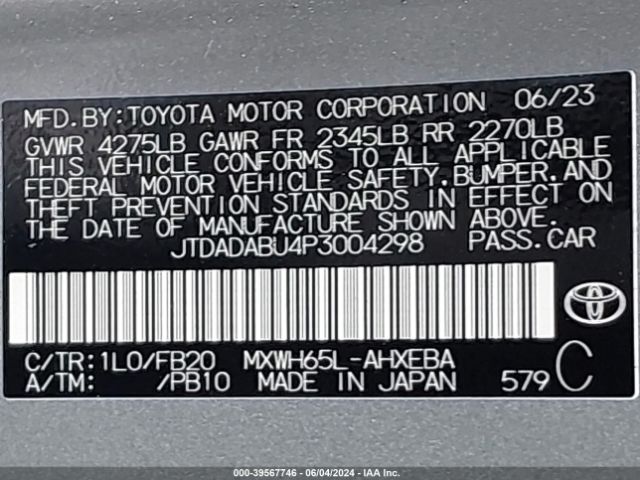 MFD.BY:TOYOTA MOTOR CORPORATION 06/23
GVWR 4275LB GAWR FR 2345LB RR 2270LB
THIS VEHICLE CONFORMS TO ALL APPLICABLE
FEDERAL MOTOR VEHICLE SAFETY,BUMPER,AND
THEFT PREVENTION STANDARDS IN EFFECT ON
THE DATE OF MANUFACTURE SHOWN ABOVE.
JTDADABU4P3004298 PASS.CAR
C/TR:1L0/FB20 MXWH65L-AHXEBA
A/TM: /PB10 MADE IN JAPAN 579 C
000-39567746 - 06/04/2024 - IAA Inc.